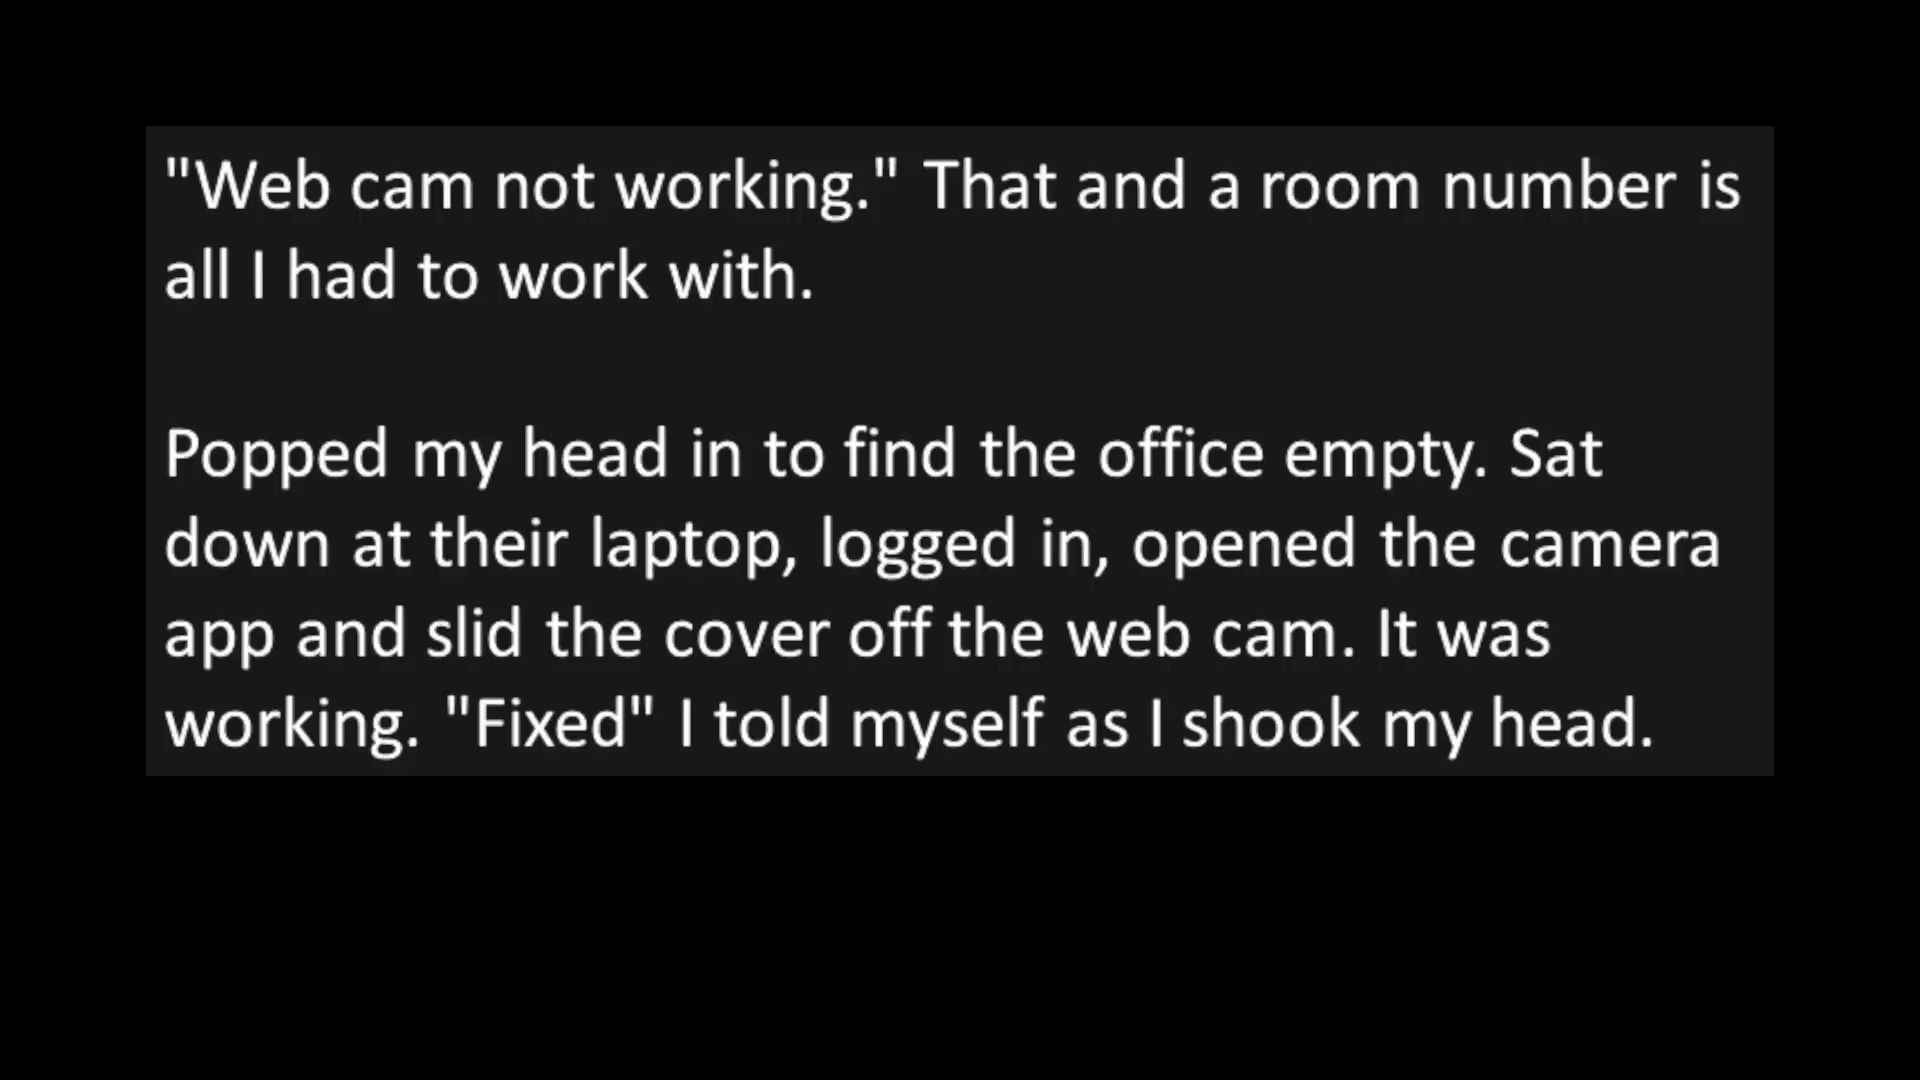 "Web cam not working." That and a room number is
all I had to work with.
Popped my head in to find the office empty. Sat
down at their laptop, logged in, opened the camera
app and slid the cover off the web cam. It was
working. "Fixed" I told myself as I shook my head.